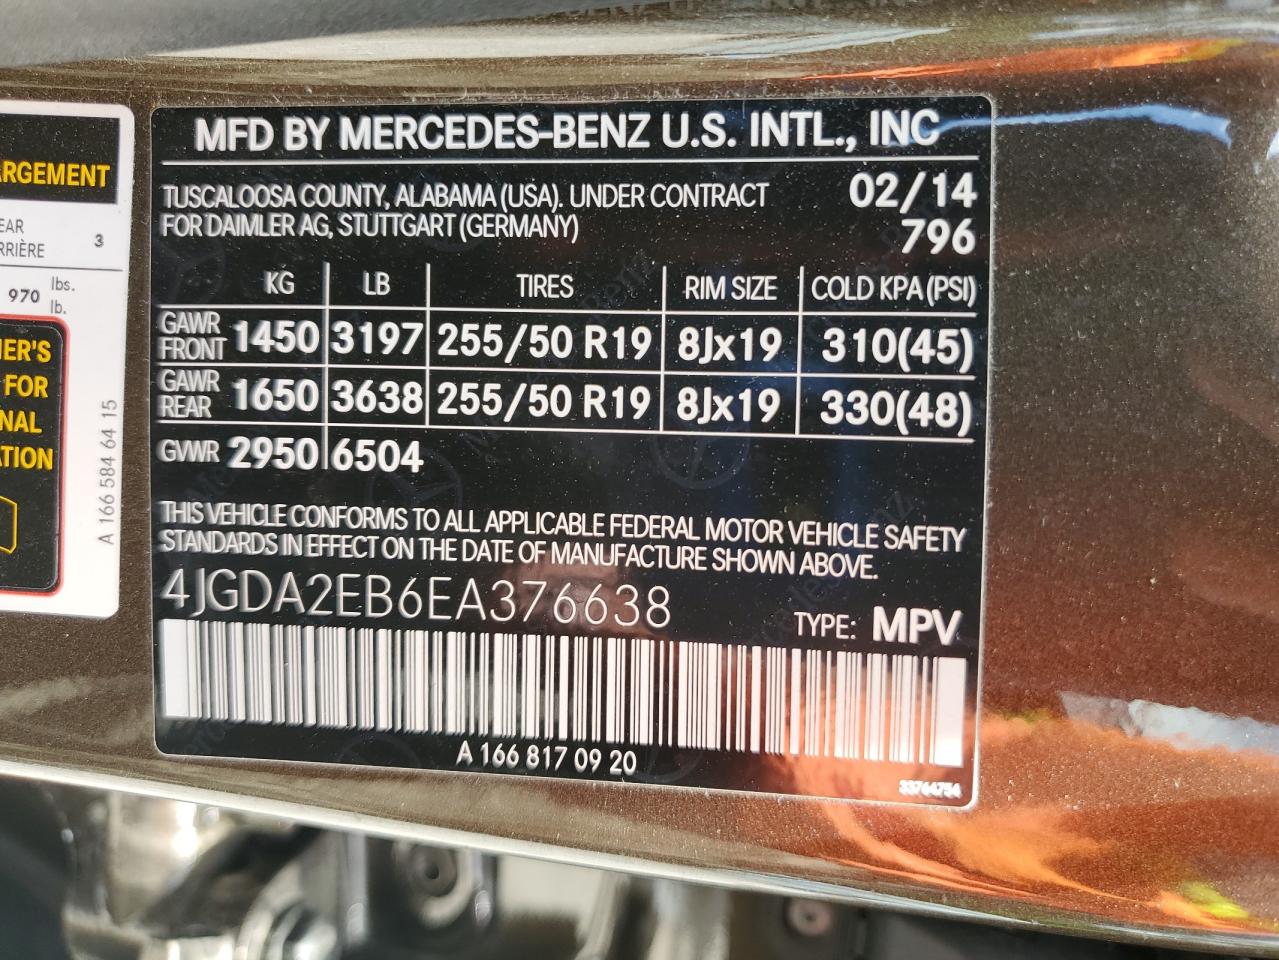 MFD BY MERCEDES-BENZ U.S. INTL., INC
TUSCALOOSA COUNTY, ALABAMA (USA). UNDER CONTRACT
FOR DAIMLER AG, STUTTGART (GERMANY)
02/14
796
KG LB TIRES RIM SIZE COLD KPA (PSI)
GAWR FRONT 1450 3197 255/50 R19 8Jx19 310(45)
GAWR REAR 1650 3638 255/50 R19 8Jx19 330(48)
GVWR 2950 6504
THIS VEHICLE CONFORMS TO ALL APPLICABLE FEDERAL MOTOR VEHICLE SAFETY
STANDARDS IN EFFECT ON THE DATE OF MANUFACTURE SHOWN ABOVE.
4JGDA2EB6EA376638
TYPE: MPV
A 166 817 09 20
33764754
ARGEMENT
EAR
RRIÈRE 3
970 lbs.
lb.
NER'S
FOR
NAL
ATION
A 166 584 64 15